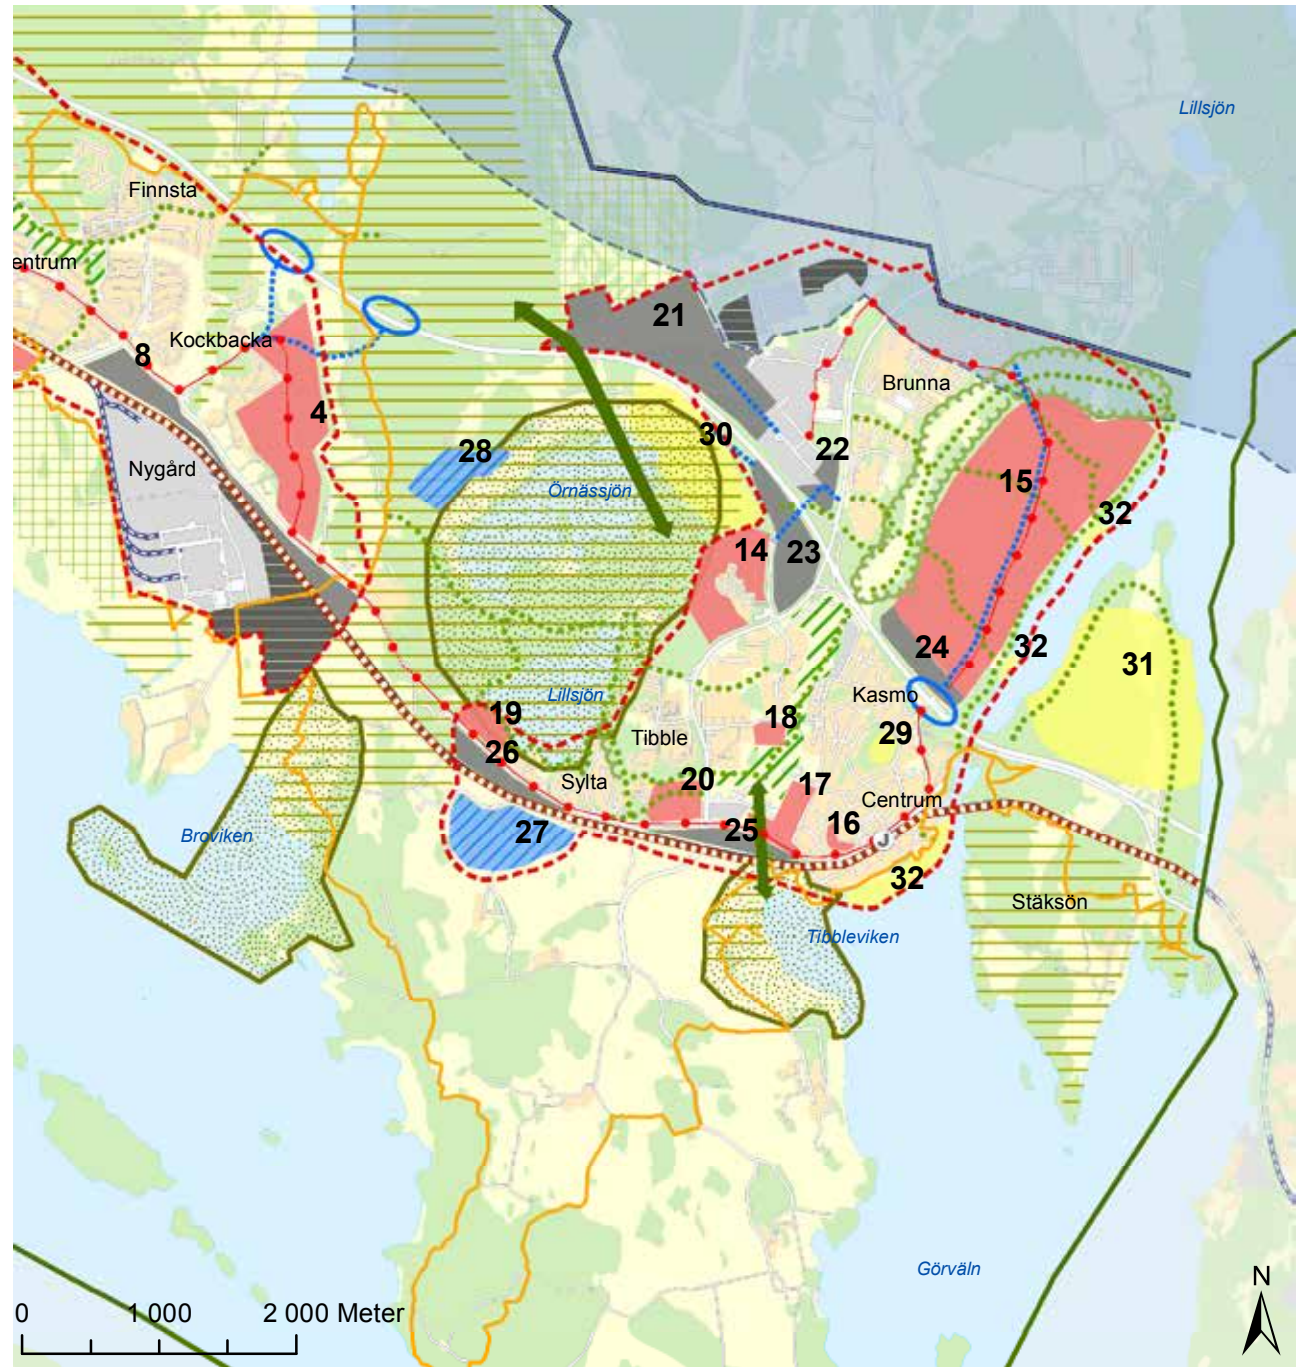 Lillsjön
Finnsta
entrum
21
Kockbacka
8
Brunna
4
30
22
28
Nygård
15
Örnässjön
32
14
23
24
32
31
Lillsjön
Kasmo
19
18
29
Tibble
26
20
Sylta
17
Centrum
27
25
16
Broviken
J
32
Stäksön
Tibbleviken
Görväln
N
0 1 000 2 000 Meter